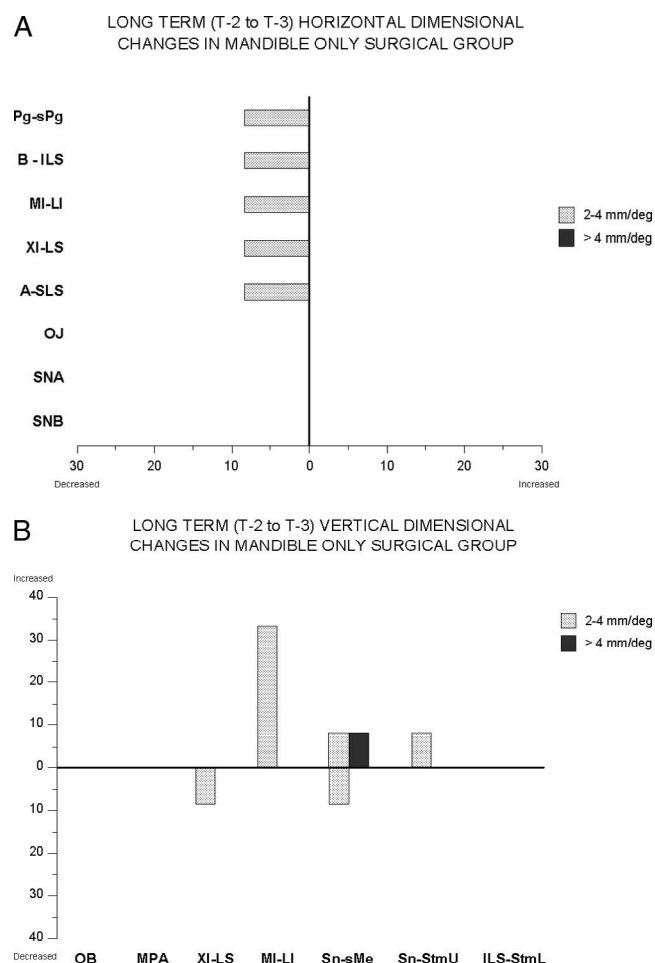 A
LONG TERM (T-2 to T-3) HORIZONTAL DIMENSIONAL
CHANGES IN MANDIBLE ONLY SURGICAL GROUP
Pg-sPg
B - ILS
MI-LI
XI-LS
A-SLS
OJ
SNA
SNB
2-4 mm/deg
> 4 mm/deg
30 20 10 0 10 20 30
Decreased Increased
B
LONG TERM (T-2 to T-3) VERTICAL DIMENSIONAL
CHANGES IN MANDIBLE ONLY SURGICAL GROUP
Increased
40
30
20
10
0
10
20
30
40
2-4 mm/deg
> 4 mm/deg
Decreased OB MPA XI-LS MI-LI Sn-sMe Sn-StmU ILS-StmL